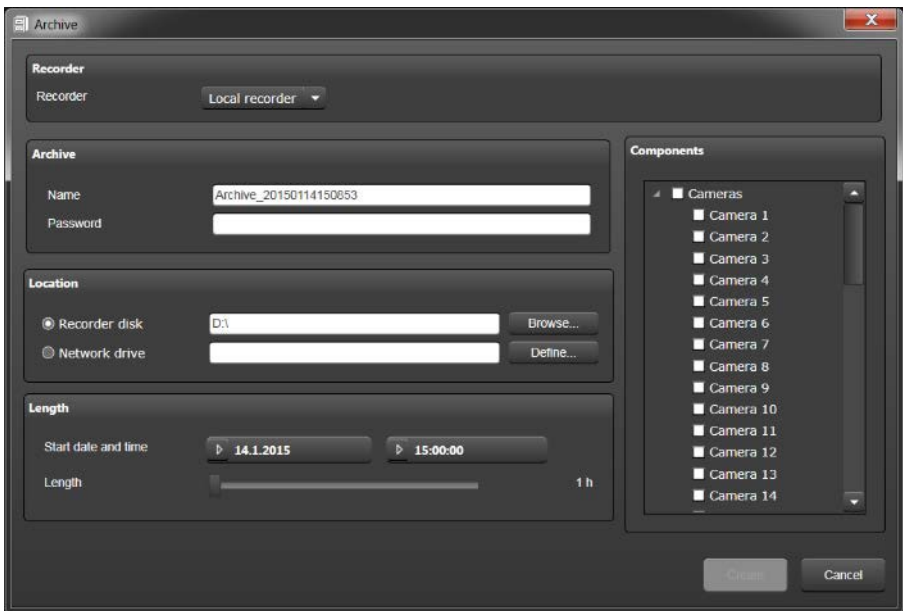 Archive
Recorder
Recorder Local recorder
Archive
Name Archive_20150114150853
Password
Location
Recorder disk D:\ Browse...
Network drive Define...
Length
Start date and time 14.1.2015 15:00:00
Length 1 h
Components
Cameras
Camera 1
Camera 2
Camera 3
Camera 4
Camera 5
Camera 6
Camera 7
Camera 8
Camera 9
Camera 10
Camera 11
Camera 12
Camera 13
Camera 14
Create Cancel